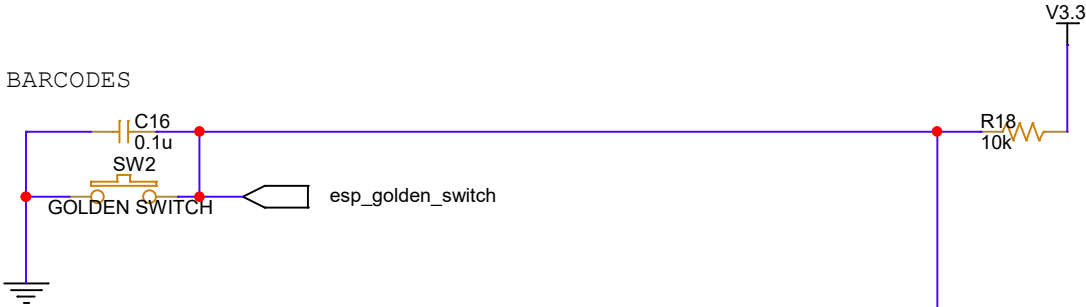 V3.3
BARCODES
C16
0.1u
R18
10k
SW2
GOLDEN SWITCH
esp_golden_switch